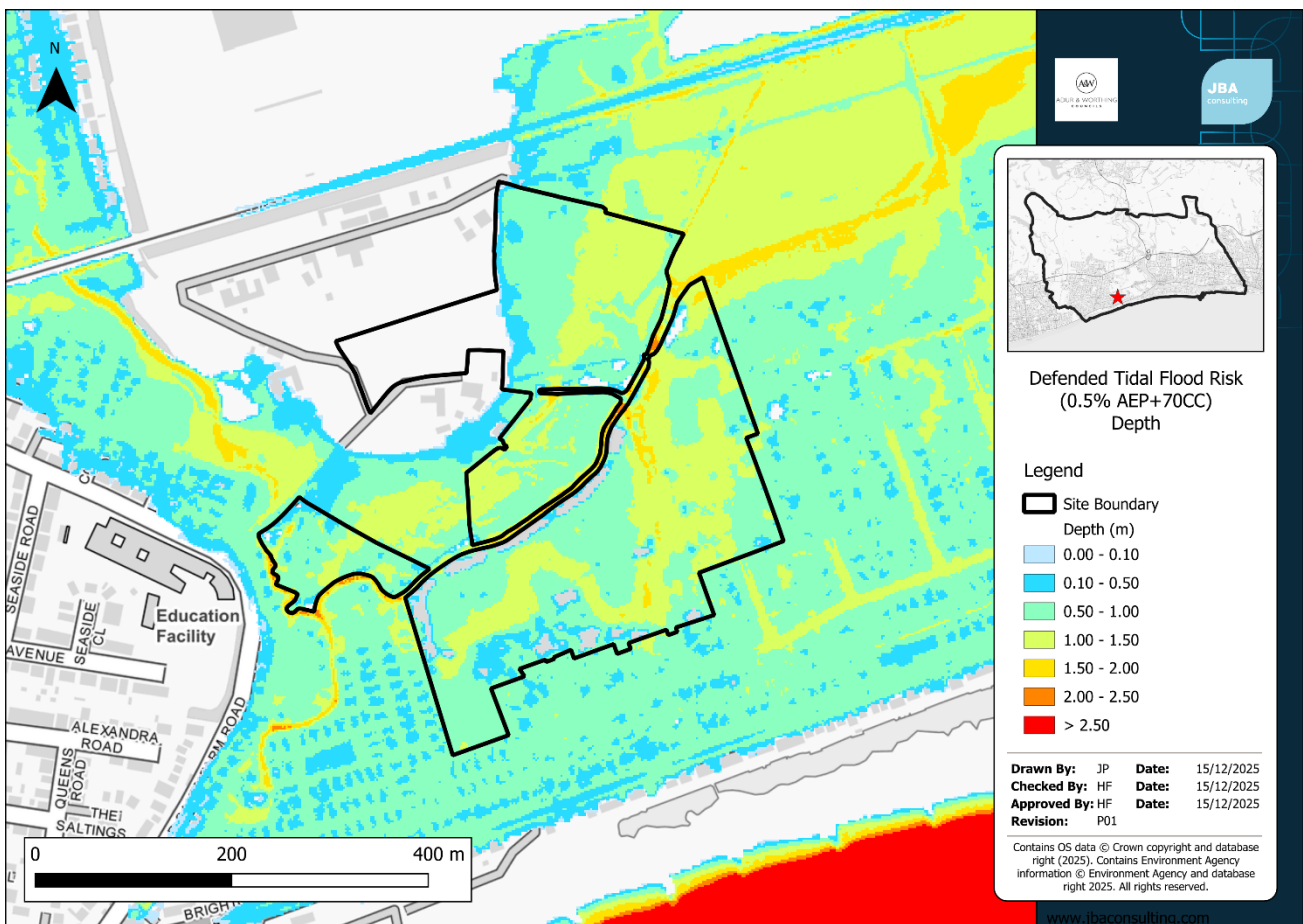 N
A&W
ADUR & WORTHING
COUNCILS
JBA
consulting
Defended Tidal Flood Risk
(0.5% AEP+70CC)
Depth
Legend
Site Boundary
Depth (m)
0.00 - 0.10
0.10 - 0.50
0.50 - 1.00
1.00 - 1.50
1.50 - 2.00
2.00 - 2.50
> 2.50
Drawn By: JP Date: 15/12/2025
Checked By: HF Date: 15/12/2025
Approved By: HF Date: 15/12/2025
Revision: P01
Contains OS data © Crown copyright and database
right (2025). Contains Environment Agency
information © Environment Agency and database
right 2025. All rights reserved.
www.jbaconsulting.com
SEASIDE ROAD
SEASIDE
CL
Education
Facility
AVENUE
ALEXANDRA
ROAD
QUEENS
ROAD
THE
SALTINGS
RM ROAD
BRIGHT
0 200 400 m